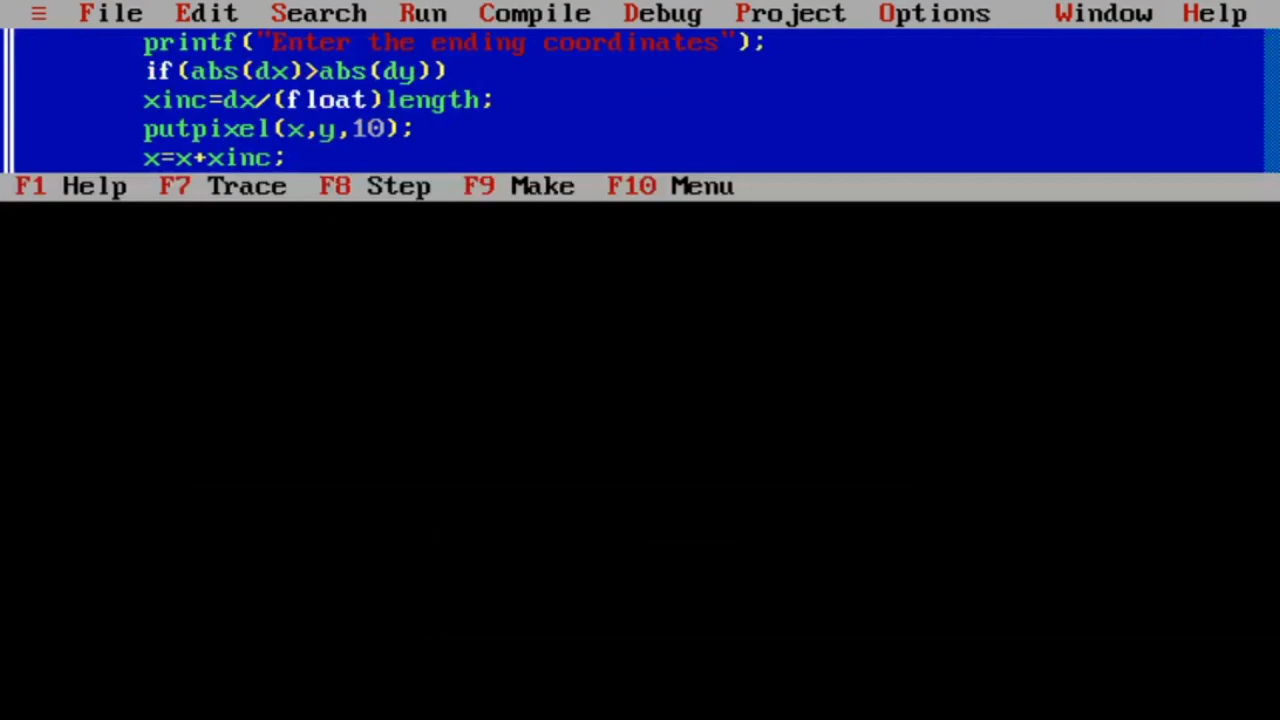 ≡ File Edit Search Run Compile Debug Project Options Window Help
printf("Enter the ending coordinates");
if(abs(dx)>abs(dy))
xinc=dx/(float)length;
putpixel(x,y,10);
x=x+xinc;
F1 Help F7 Trace F8 Step F9 Make F10 Menu